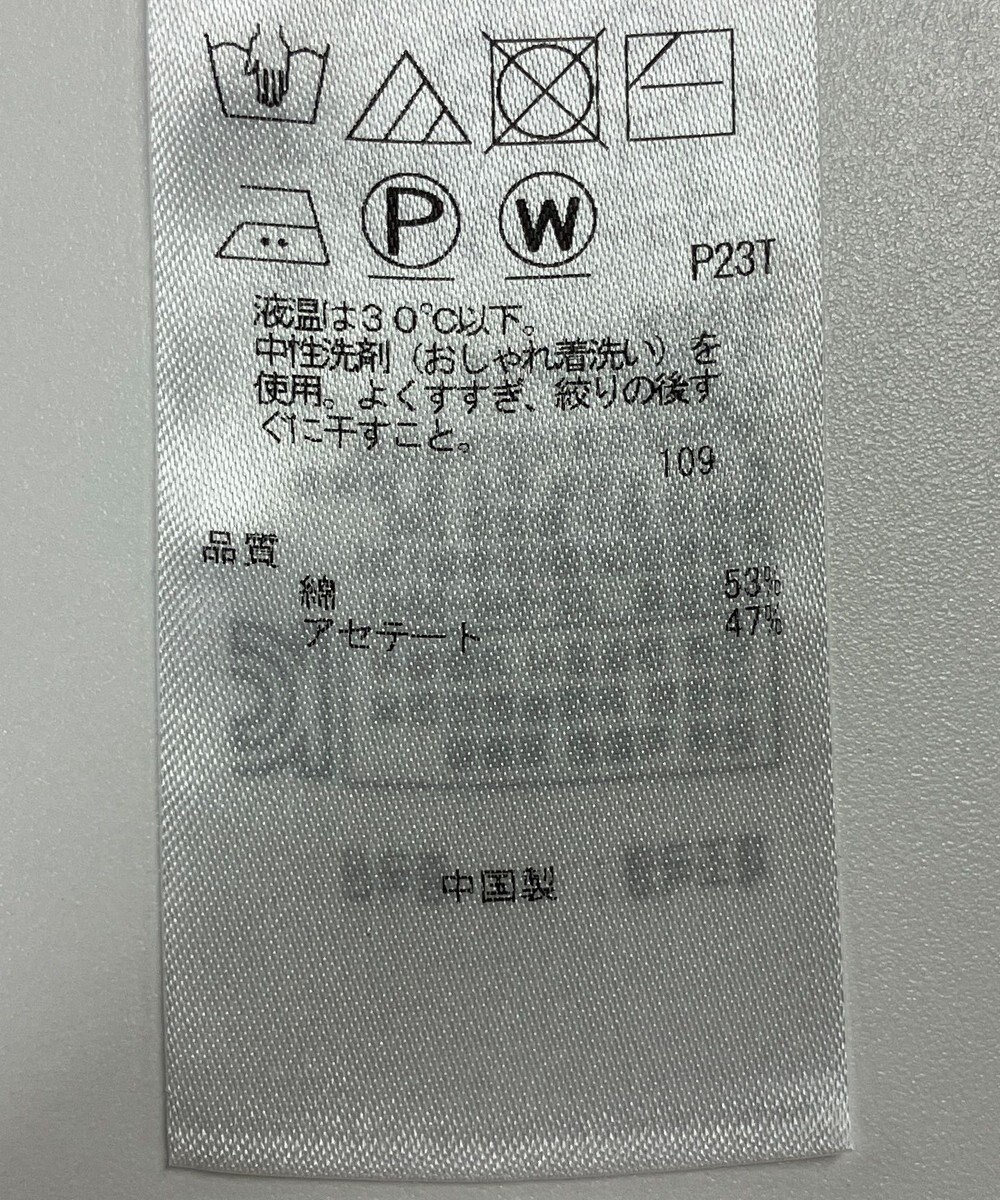 P W
P23T
液温は30℃以下。
中性洗剤（おしゃれ着洗い）を
使用。よくすすぎ、絞りの後す
ぐに干すこと。
109
品質
綿 53%
アセテート 47%
中国製